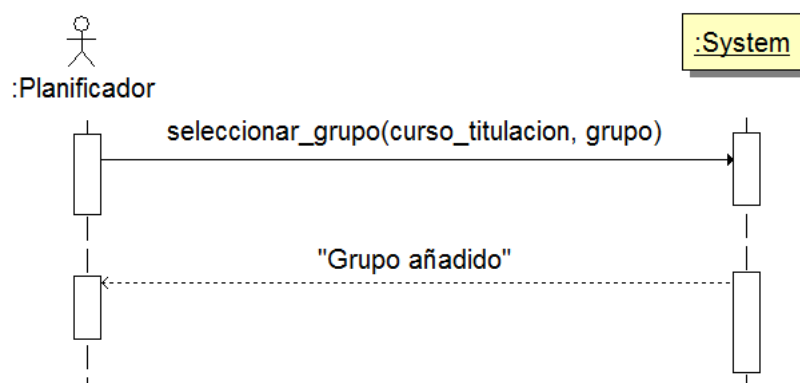 :System
:Planificador
seleccionar_grupo(curso_titulacion, grupo)
"Grupo añadido"